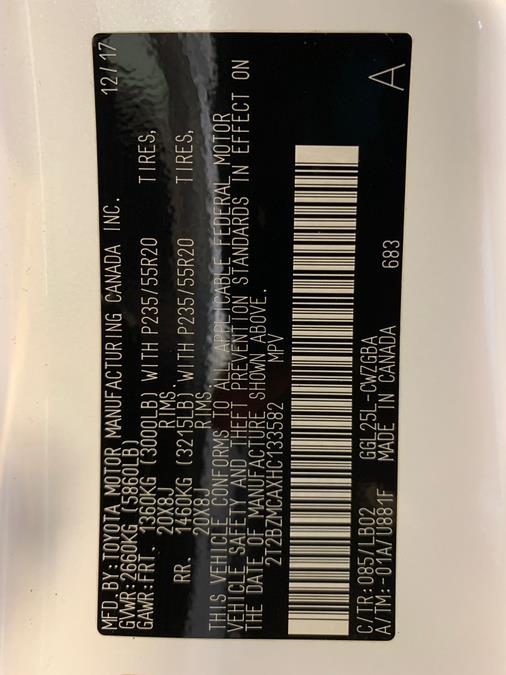 MFD.BY:TOYOTA MOTOR MANUFACTURING CANADA INC. 12/17
GVWR:2660KG (5860LB)
GAWR:FRT. 1360KG (3000LB) WITH P235/55R20 TIRES,
20X8J RIMS.
RR. 1460KG (3215LB) WITH P235/55R20 TIRES,
20X8J RIMS.
THIS VEHICLE CONFORMS TO ALL APPLICABLE FEDERAL MOTOR
VEHICLE SAFETY AND THEFT PREVENTION STANDARDS IN EFFECT ON
THE DATE OF MANUFACTURE SHOWN ABOVE.
2T2BZMCAXHC133582 MPV
C/TR:085/LB02 GGL25L-CWZGBA A
A/TM:-01A/0881F MADE IN CANADA 683